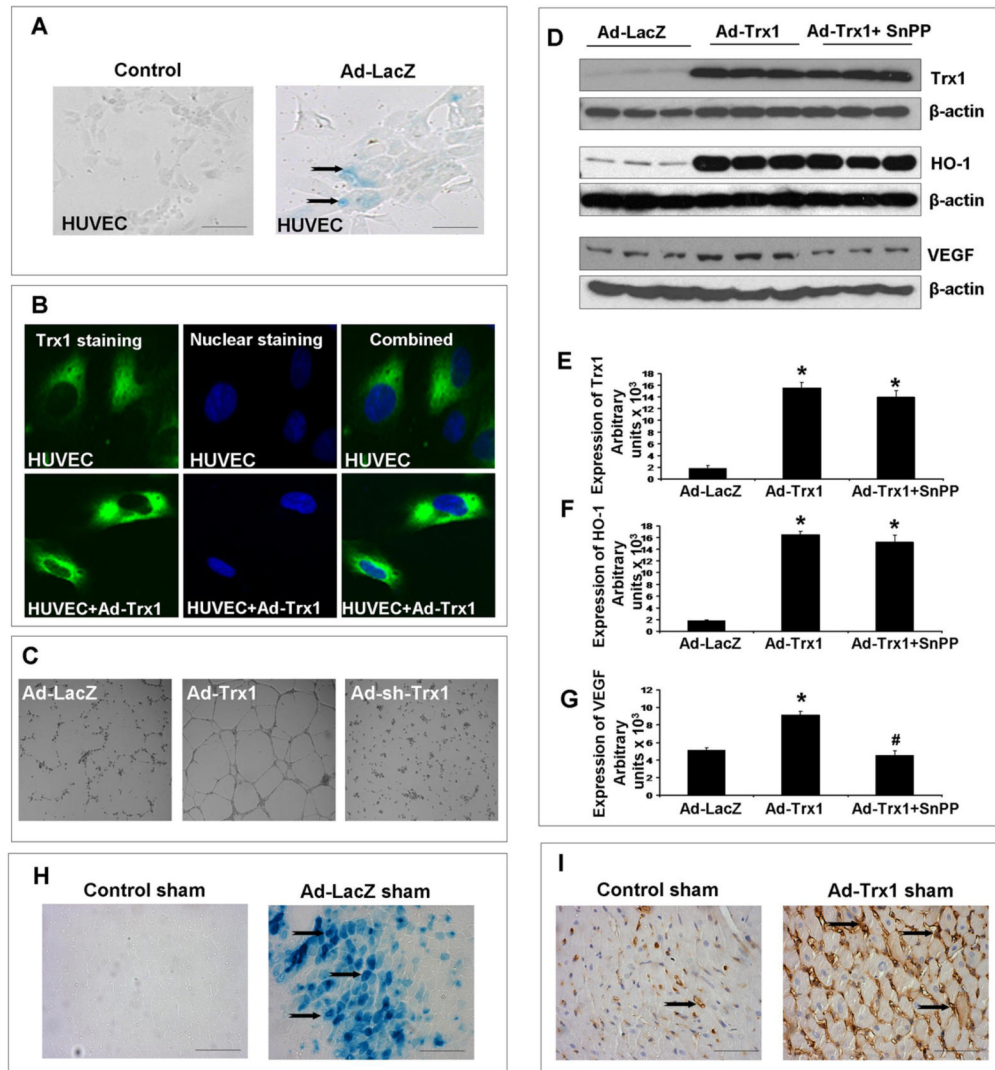 A
Control
Ad-LacZ
HUVEC
HUVEC
B
Trx1 staining
Nuclear staining
Combined
HUVEC
HUVEC
HUVEC
HUVEC+Ad-Trx1
HUVEC+Ad-Trx1
HUVEC+Ad-Trx1
C
Ad-LacZ
Ad-Trx1
Ad-sh-Trx1
D
Ad-LacZ
Ad-Trx1
Ad-Trx1+ SnPP
Trx1
β-actin
HO-1
β-actin
VEGF
β-actin
E
Expression of Trx1
Arbitrary
units x 10³
18
16
14
12
10
8
6
4
2
0
*
*
Ad-LacZ
Ad-Trx1
Ad-Trx1+SnPP
F
Expression of HO-1
Arbitrary
units x 10³
18
16
14
12
10
8
6
4
2
0
*
*
Ad-LacZ
Ad-Trx1
Ad-Trx1+SnPP
G
Expression of VEGF
Arbitrary
units x 10³
12
10
8
6
4
2
0
*
#
Ad-LacZ
Ad-Trx1
Ad-Trx1+SnPP
H
Control sham
Ad-LacZ sham
I
Control sham
Ad-Trx1 sham